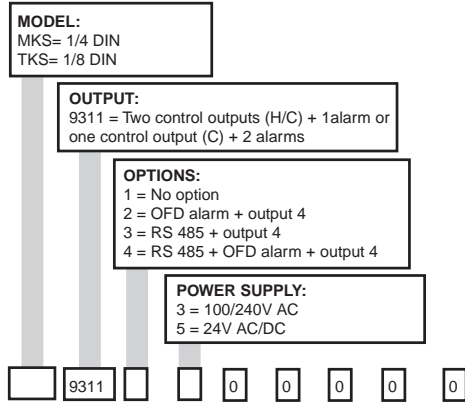 MODEL:
MKS= 1/4 DIN
TKS= 1/8 DIN
OUTPUT:
9311 = Two control outputs (H/C) + 1alarm or
one control output (C) + 2 alarms
OPTIONS:
1 = No option
2 = OFD alarm + output 4
3 = RS 485 + output 4
4 = RS 485 + OFD alarm + output 4
POWER SUPPLY:
3 = 100/240V AC
5 = 24V AC/DC
9311 0 0 0 0 0